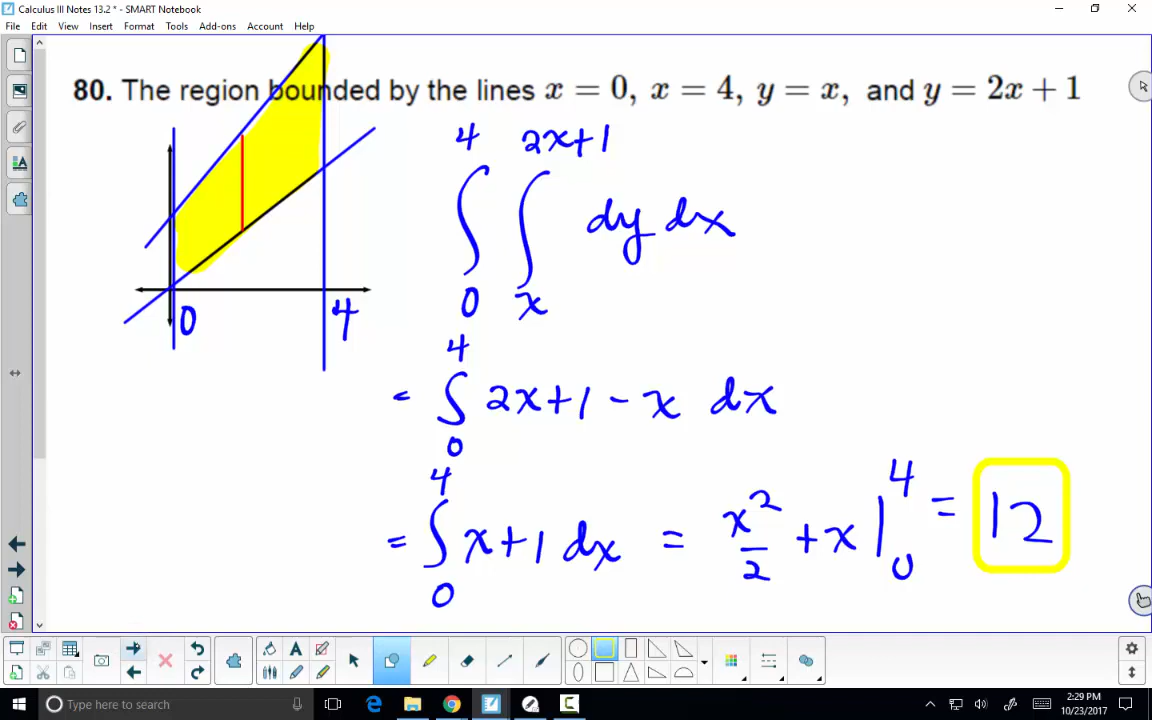 Calculus III Notes 13.2 * - SMART Notebook
File Edit View Insert Format Tools Add-ons Account Help
80. The region bounded by the lines x = 0, x = 4, y = x, and y = 2x + 1
4 2x+1
∫ ∫ dy dx
0 x
0 4
4
= ∫ 2x+1 - x dx
0
4
= ∫ x+1 dx = x²/2 + x |⁴₀ = 12
0
A
Type here to search
2:29 PM
10/23/2017